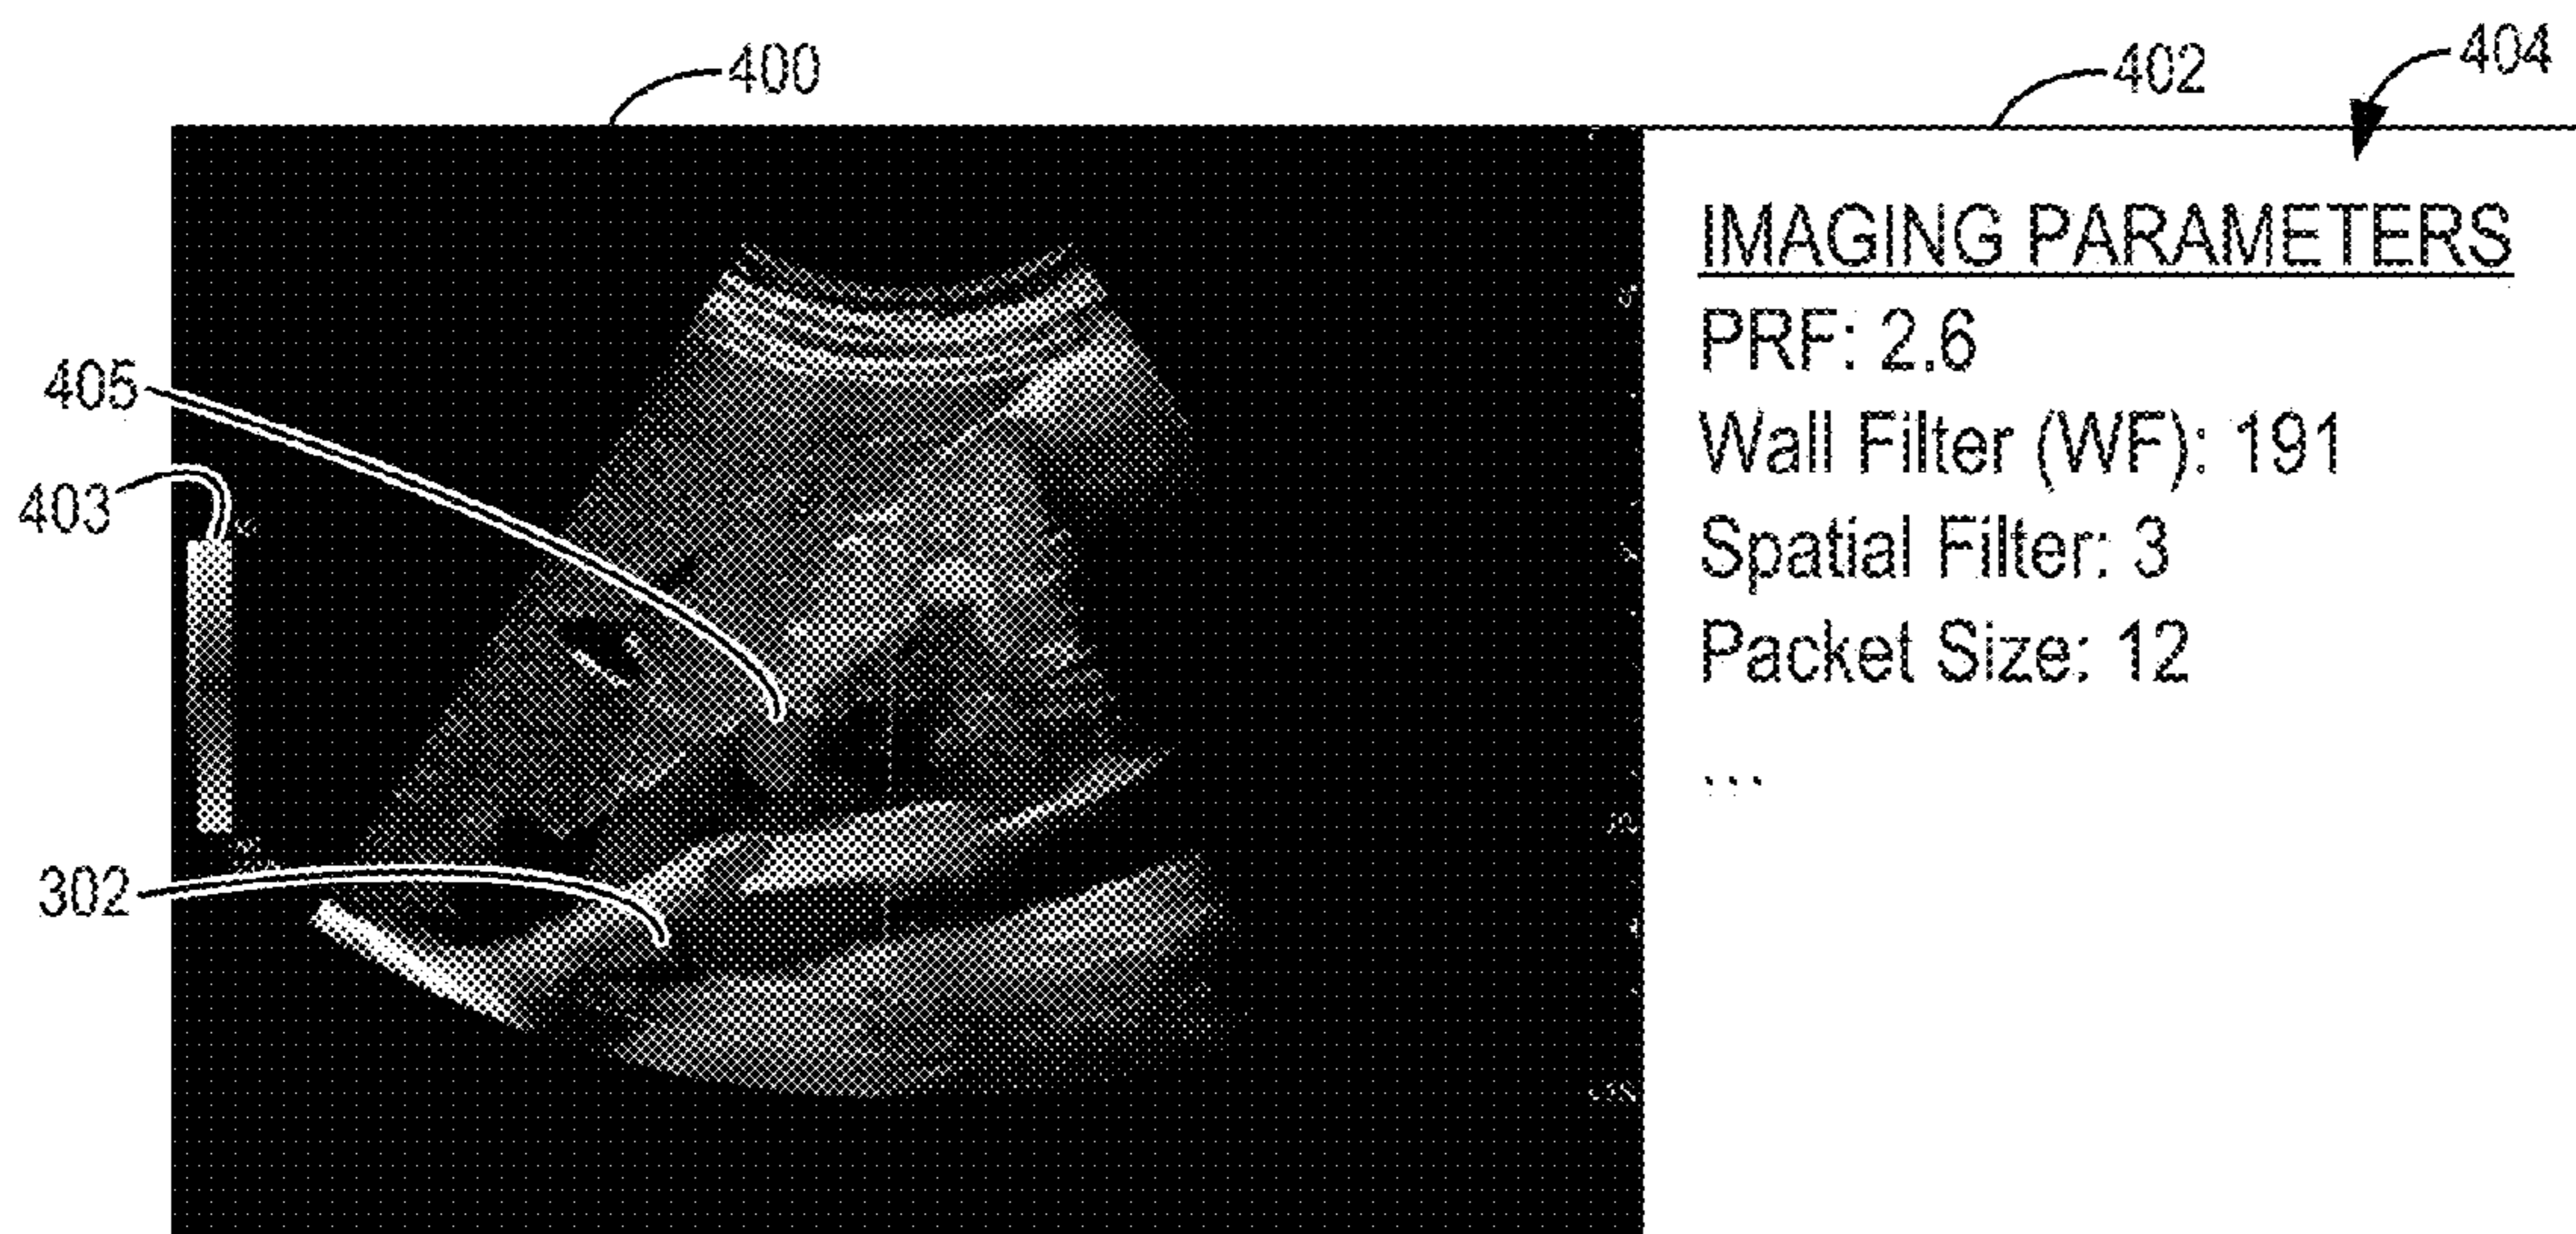 400
402
404
405
403
302
IMAGING PARAMETERS
PRF: 2.6
Wall Filter (WF): 191
Spatial Filter: 3
Packet Size: 12
...